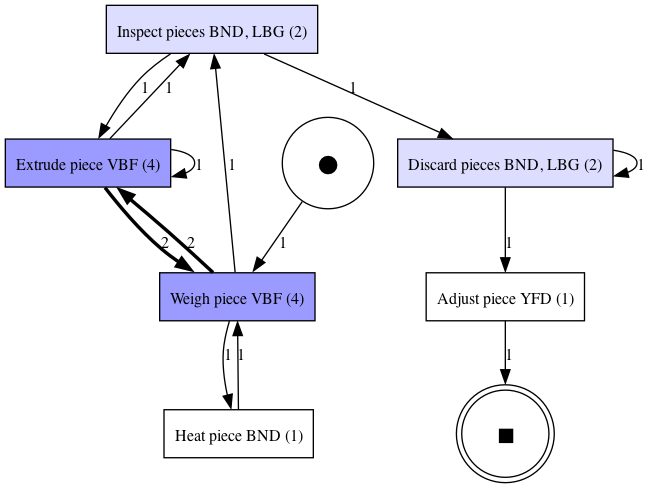 Inspect pieces BND, LBG (2)
1
1
1
Extrude piece VBF (4)
1
Discard pieces BND, LBG (2)
1
1
2
2
1
1
Weigh piece VBF (4)
Adjust piece YFD (1)
1
1
1
Heat piece BND (1)